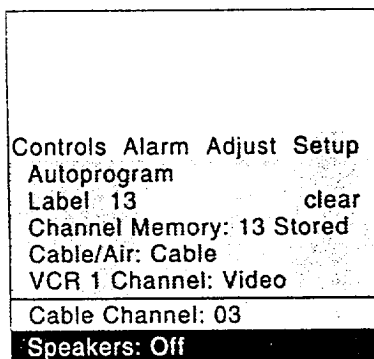 Controls Alarm Adjust Setup
Autoprogram
Label 13 clear
Channel Memory: 13 Stored
Cable/Air: Cable
VCR 1 Channel: Video
Cable Channel: 03
Speakers: Off